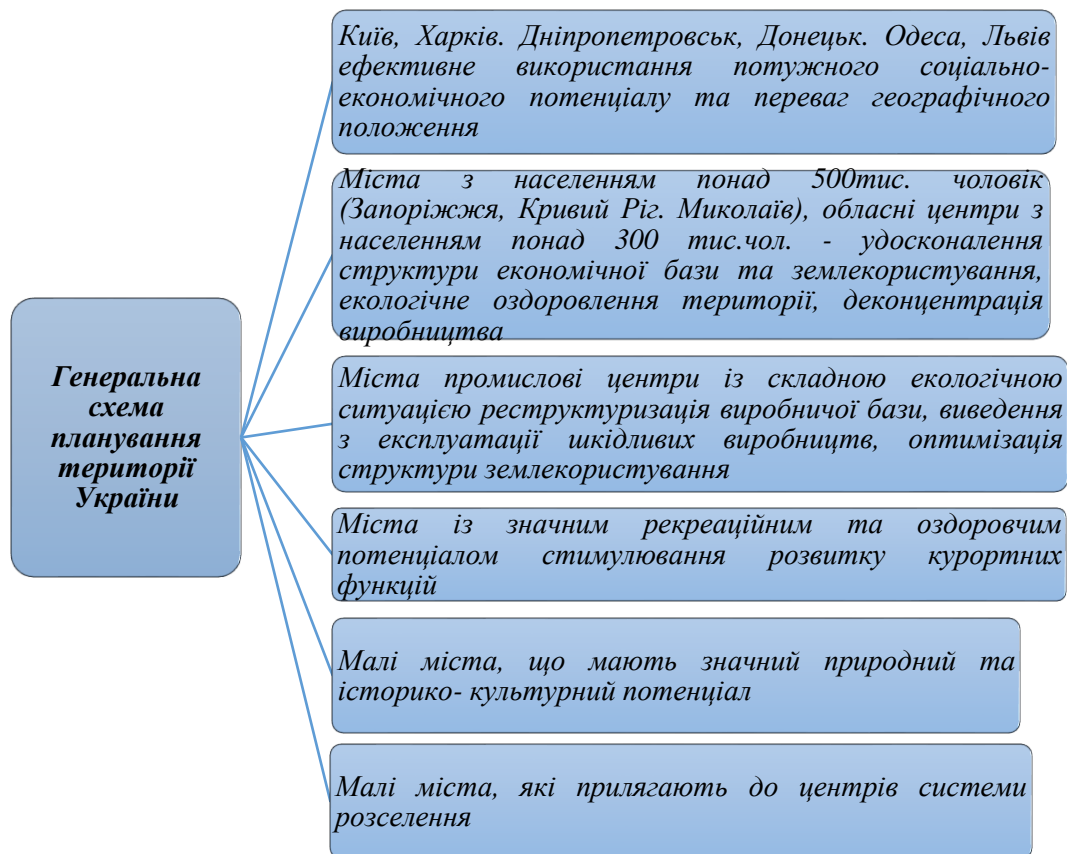 Генеральна
схема
планування
території
України
Київ, Харків. Дніпропетровськ, Донецьк. Одеса, Львів
ефективне використання потужного соціально-
економічного потенціалу та переваг географічного
положення
Міста з населенням понад 500тис. чоловік
(Запоріжжя, Кривий Ріг. Миколаїв), обласні центри з
населенням понад 300 тис.чол. - удосконалення
структури економічної бази та землекористування,
екологічне оздоровлення території, деконцентрація
виробництва
Міста промислові центри із складною екологічною
ситуацією реструктуризація виробничої бази, виведення
з експлуатації шкідливих виробництв, оптимізація
структури землекористування
Міста із значним рекреаційним та оздоровчим
потенціалом стимулювання розвитку курортних
функцій
Малі міста, що мають значний природний та
історико- культурний потенціал
Малі міста, які прилягають до центрів системи
розселення